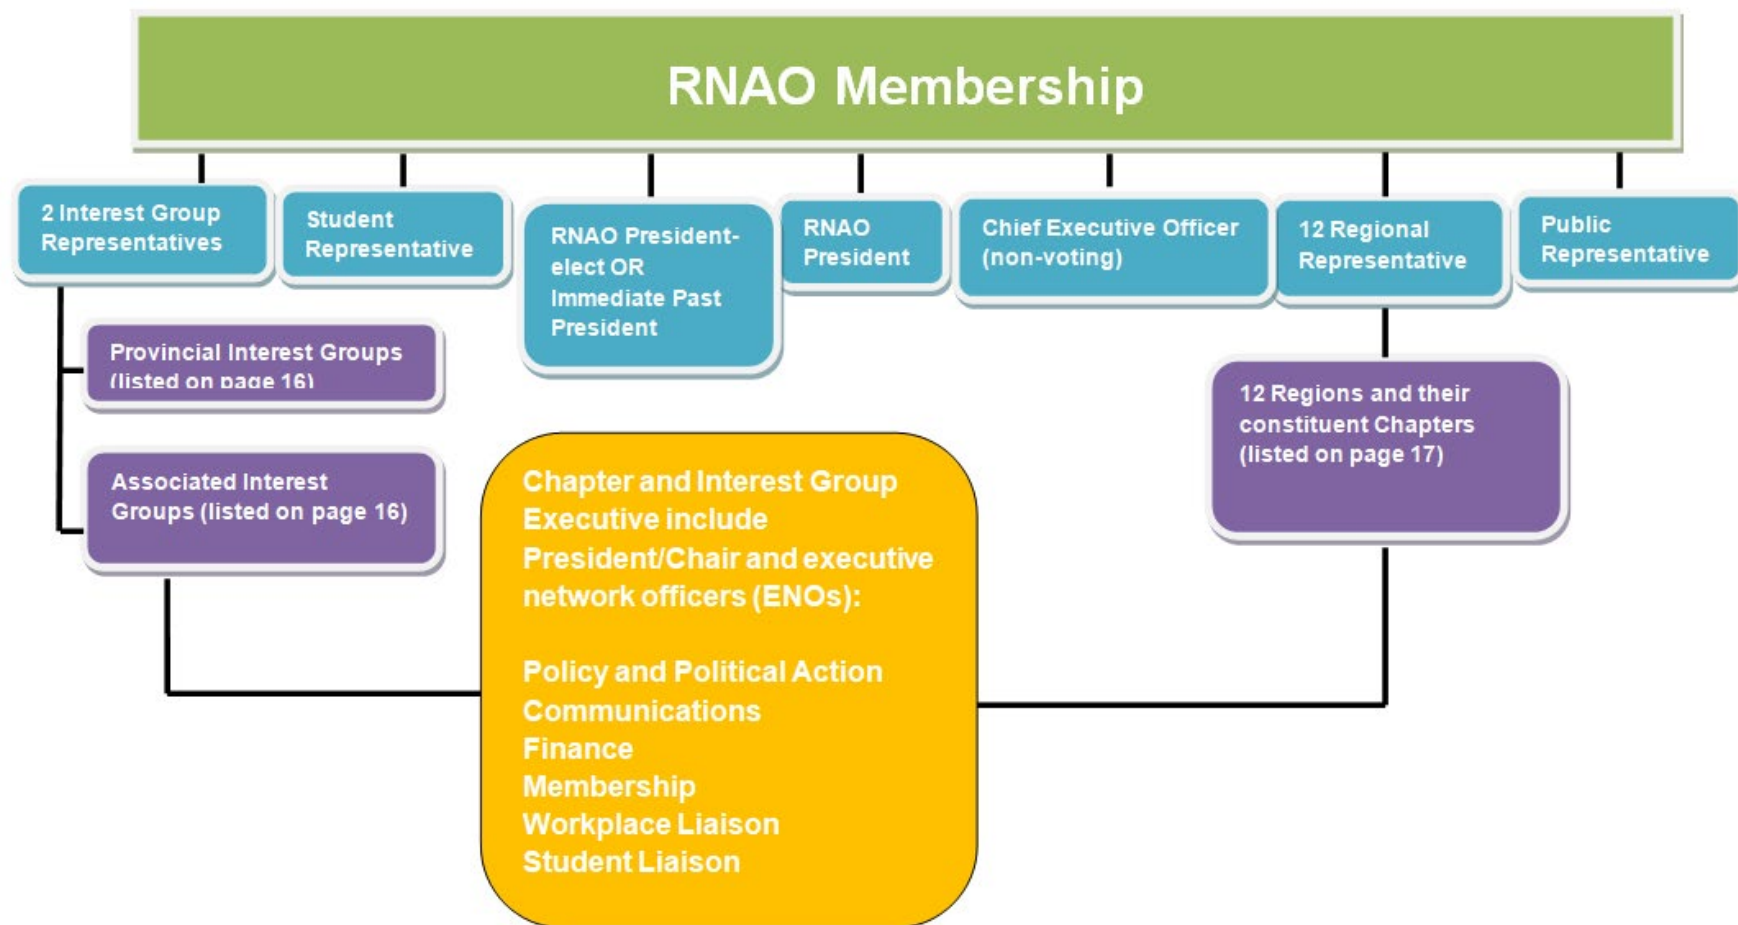 RNAO Membership
2 Interest Group
Representatives
Student
Representative
RNAO President-
elect OR
Immediate Past
President
RNAO
President
Chief Executive Officer
(non-voting)
12 Regional
Representative
Public
Representative
Provincial Interest Groups
(listed on page 16)
Associated Interest
Groups (listed on page 16)
12 Regions and their
constituent Chapters
(listed on page 17)
Chapter and Interest Group
Executive include
President/Chair and executive
network officers (ENOs):
Policy and Political Action
Communications
Finance
Membership
Workplace Liaison
Student Liaison